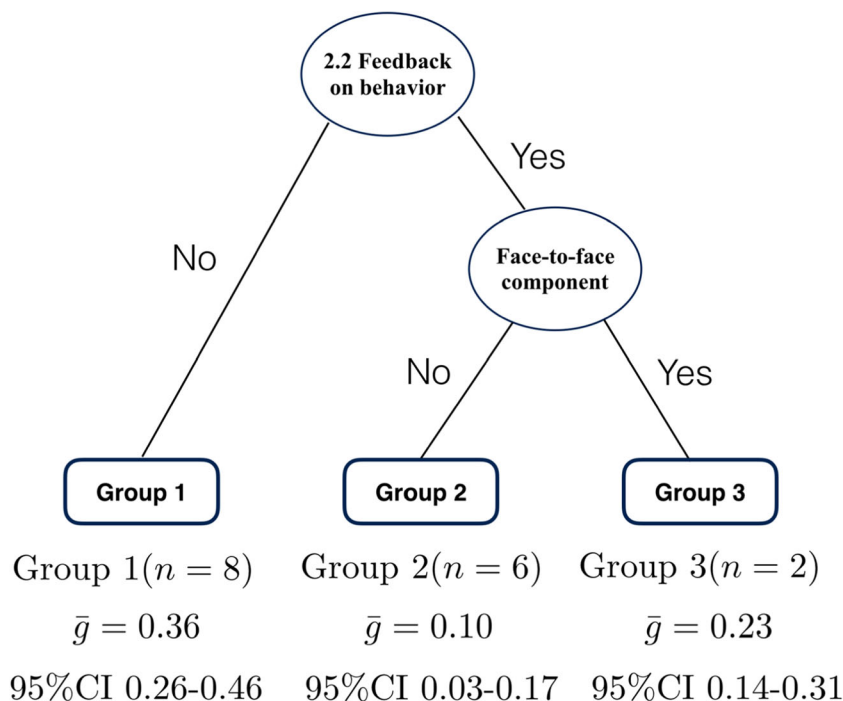 2.2 Feedback
on behavior
Yes
No
Face-to-face
component
No
Yes
Group 1
Group 2
Group 3
Group 1(n = 8)
Group 2(n = 6)
Group 3(n = 2)
ḡ = 0.36
ḡ = 0.10
ḡ = 0.23
95%CI 0.26-0.46
95%CI 0.03-0.17
95%CI 0.14-0.31